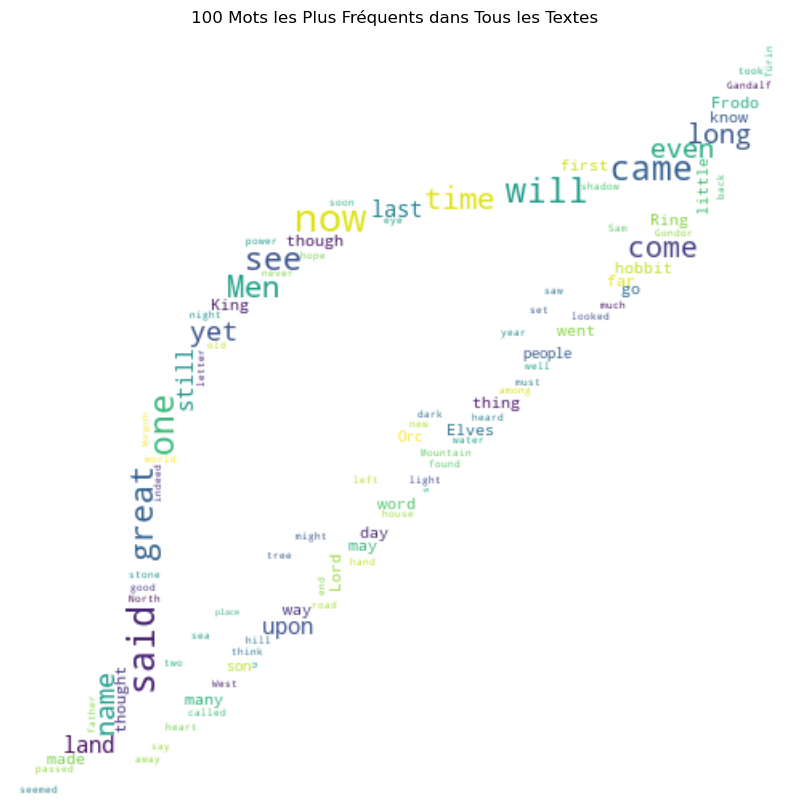 100 Mots les Plus Fréquents dans Tous les Textes
took
Túrin
Gandalf
Frodo
know
long
even
came
first
shadow
little
back
will
time
last
eye
soon
now
Ring
Sam
Gondor
come
though
power
hope
see
never
hobbit
far
go
Men
saw
King
much
set
looked
night
yet
went
year
old
people
still
letter
well
must
among
one
thing
dark
heard
new
Elves
Orc
water
Morgoth
Mountain
world
found
great
indeed
left
light
word
house
day
might
may
tree
hand
stone
good
North
Lord
end
road
said
place
way
upon
sea
hill
think
two
son
West
name
thought
many
father
called
heart
land
say
made
away
passed
seemed